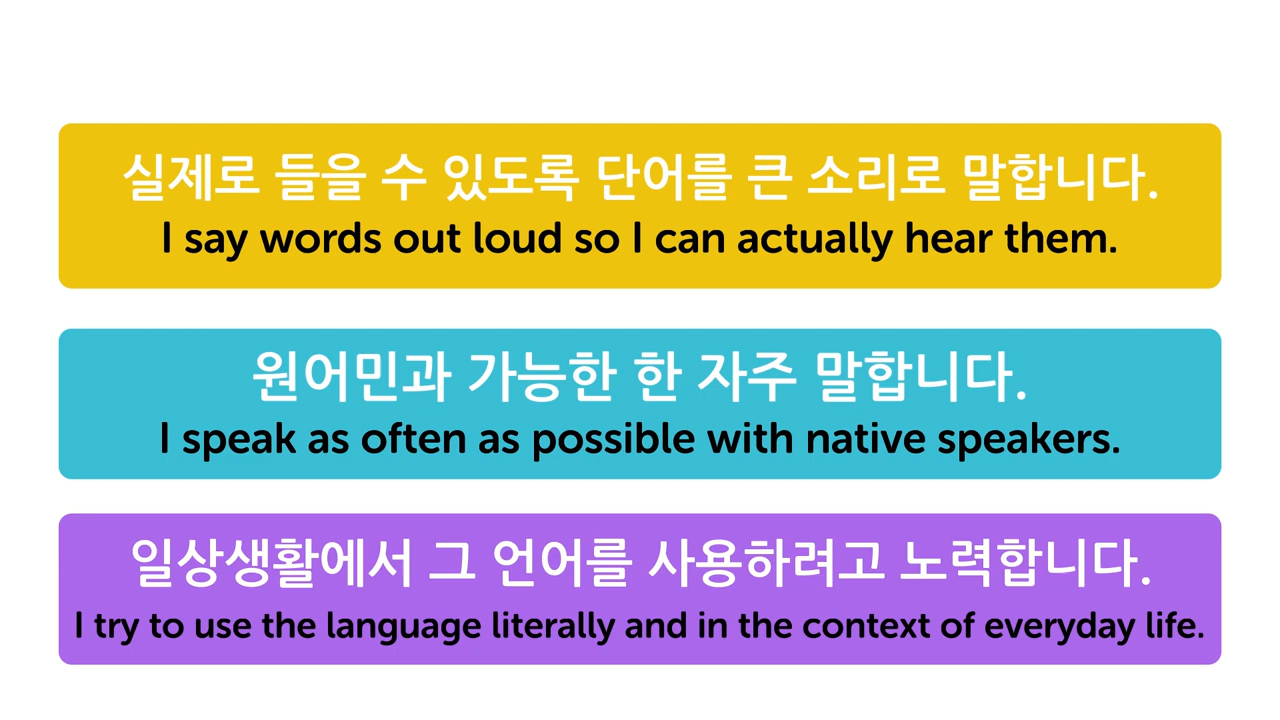 실제로 들을 수 있도록 단어를 큰 소리로 말합니다.
I say words out loud so I can actually hear them.
원어민과 가능한 한 자주 말합니다.
I speak as often as possible with native speakers.
일상생활에서 그 언어를 사용하려고 노력합니다.
I try to use the language literally and in the context of everyday life.